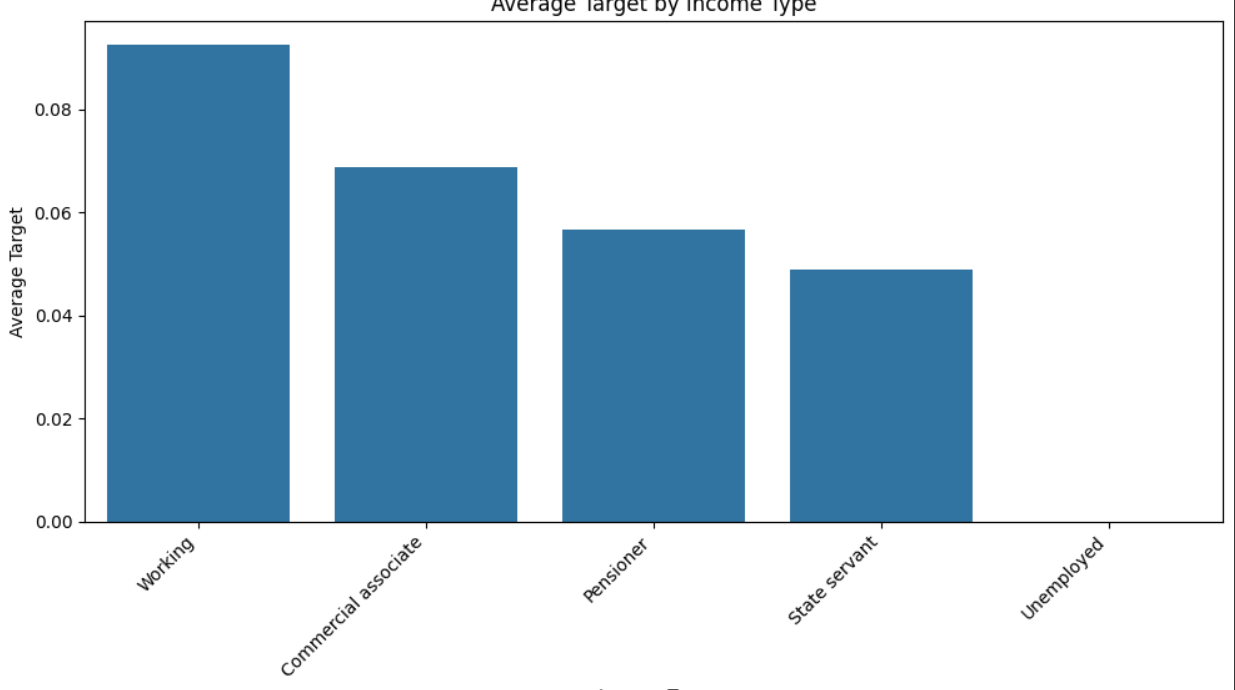 Average Target by Income Type
Average Target
0.08
0.06
0.04
0.02
0.00
Working
Commercial associate
Pensioner
State servant
Unemployed